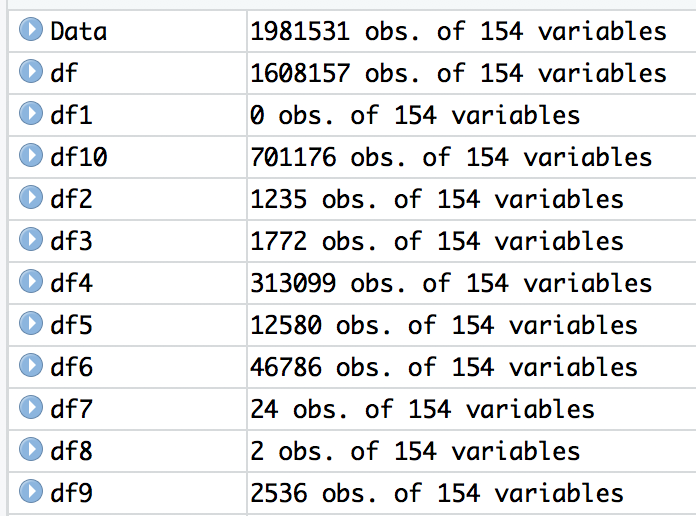 Data 1981531 obs. of 154 variables
df 1608157 obs. of 154 variables
df1 0 obs. of 154 variables
df10 701176 obs. of 154 variables
df2 1235 obs. of 154 variables
df3 1772 obs. of 154 variables
df4 313099 obs. of 154 variables
df5 12580 obs. of 154 variables
df6 46786 obs. of 154 variables
df7 24 obs. of 154 variables
df8 2 obs. of 154 variables
df9 2536 obs. of 154 variables